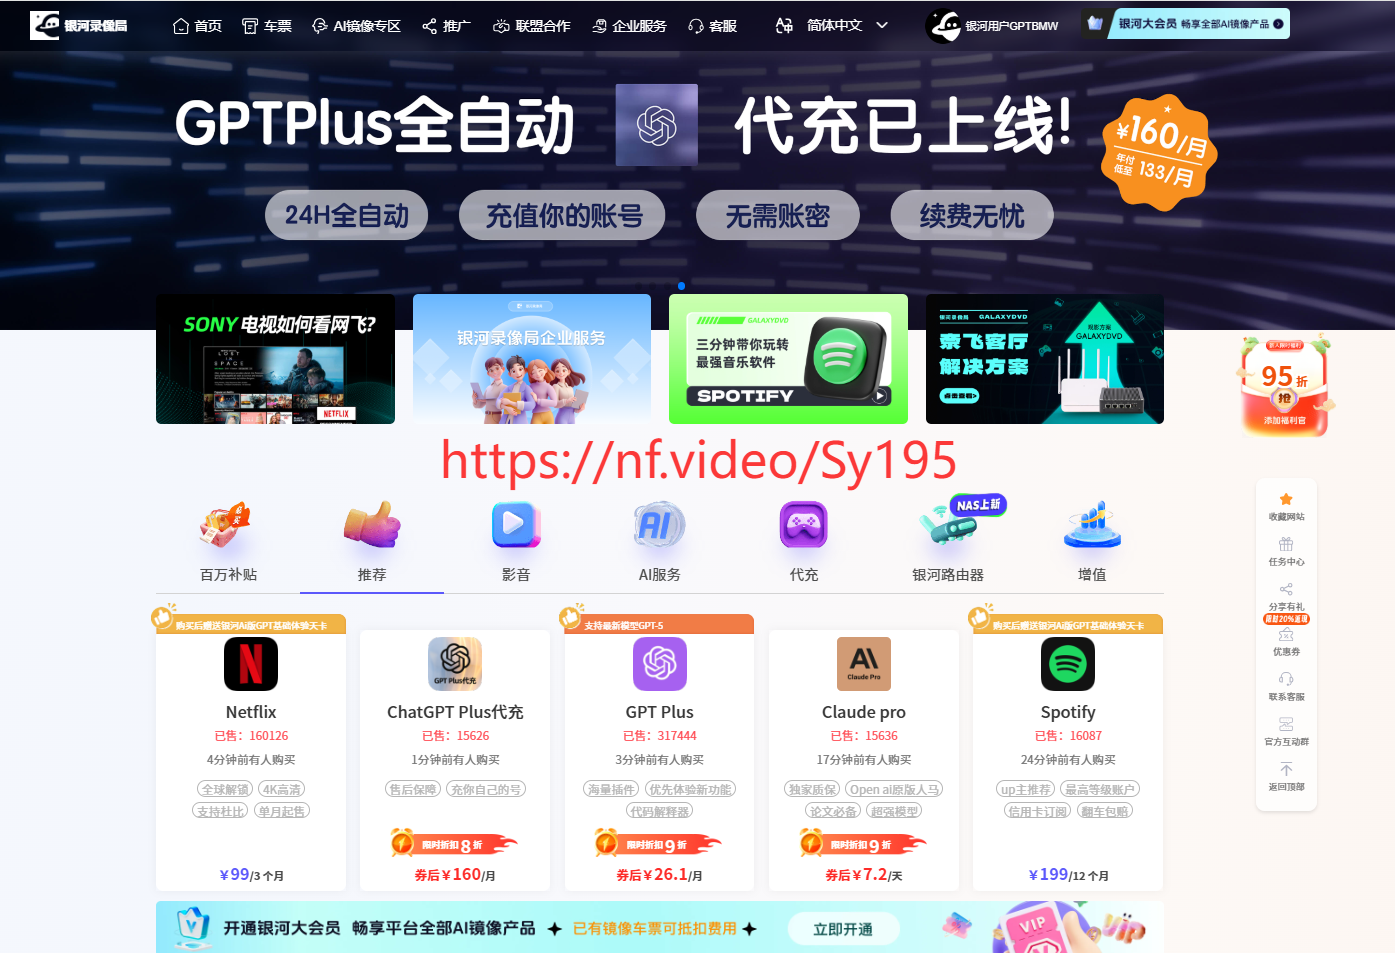 银河录像局 首页 车票 AI镜像专区 推广 联盟合作 企业服务 客服 简体中文 银河用户GPTBMW 银河大会员 畅享全部AI镜像产品
GPTPlus全自动 代充已上线!
¥160/月
年付低至 133/月
24H全自动 充值你的账号 无需账密 续费无忧
SONY 电视如何看网飞?
LOST IN SPACE
NETFLIX
银河录像局企业服务
GALAXYDVD
三分钟带你玩转
最强音乐软件
SPOTIFY
银河录像局 GALAXYDVD
奈飞客厅
解决方案
点击查看>
观影方案
GALAXYDVD
95折
抢
添加福利官
https://nf.video/Sy195
NAS上新
百万补贴 推荐 影音 AI服务 代充 银河路由器 增值
收藏网站
任务中心
分享有礼
限时20%返现
优惠券
联系客服
官方互动群
返回顶部
购买后赠送银河Ai版GPT基础体验天卡
Netflix
已售：160126
4分钟前有人购买
全球解锁 4K高清
支持杜比 单月起售
¥99/3个月
GPT Plus代充
ChatGPT Plus代充
已售：15626
1分钟前有人购买
售后保障 充你自己的号
限时折扣8折
券后¥160/月
支持最新模型GPT-5
GPT Plus
已售：317444
3分钟前有人购买
海量插件 优先体验新功能
代码解释器
限时折扣9折
券后¥26.1/月
Claude Pro
Claude pro
已售：15636
17分钟前有人购买
独家质保 Open ai原版人马
论文必备 超强模型
限时折扣9折
券后¥7.2/天
购买后赠送银河Ai版GPT基础体验天卡
Spotify
已售：16087
24分钟前有人购买
up主推荐 最高等级账户
信用卡订阅 翻车包赔
¥199/12个月
开通银河大会员 畅享平台全部AI镜像产品 已有镜像车票可抵扣费用 立即开通
VIP